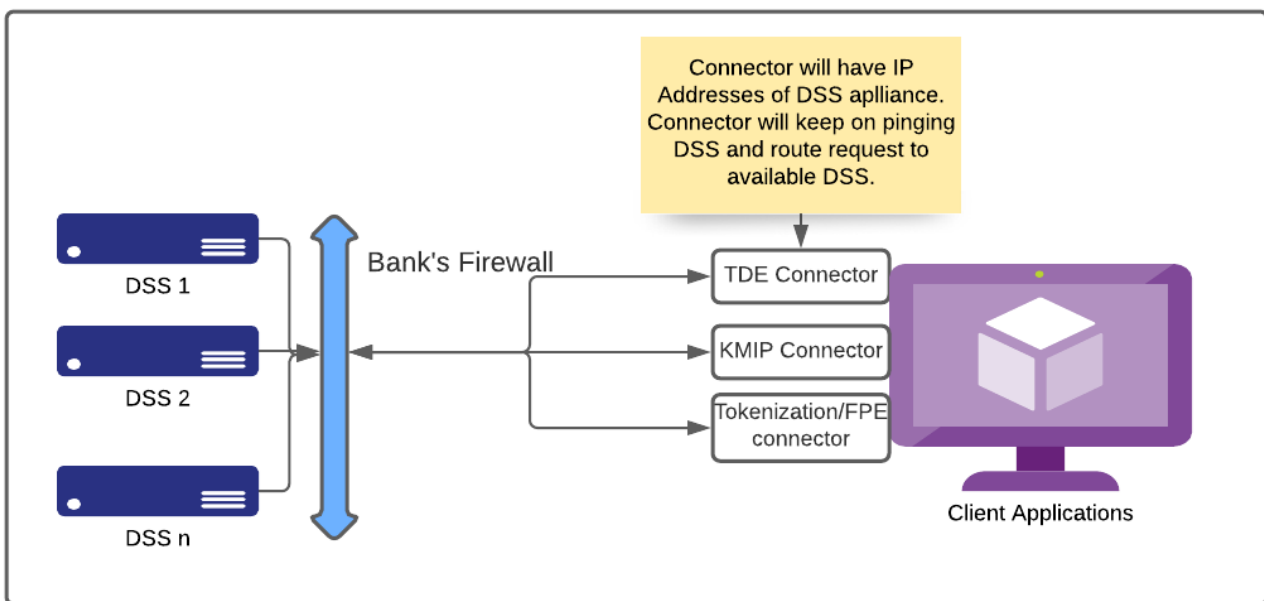 Connector will have IP
Addresses of DSS aplliance.
Connector will keep on pinging
DSS and route request to
available DSS.
DSS 1
Bank's Firewall
TDE Connector
DSS 2
KMIP Connector
Tokenization/FPE
connector
DSS n
Client Applications